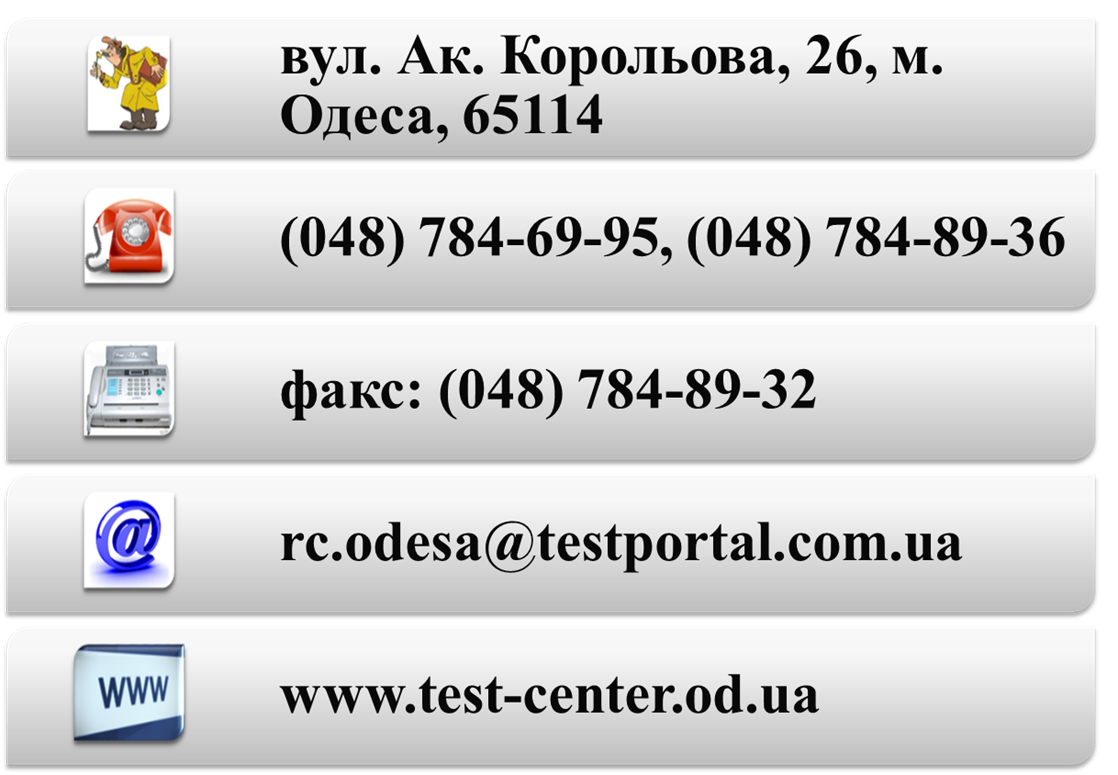 вул. Ак. Корольова, 26, м.
Одеса, 65114
(048) 784-69-95, (048) 784-89-36
факс: (048) 784-89-32
rc.odesa@testportal.com.ua
www
www.test-center.od.ua